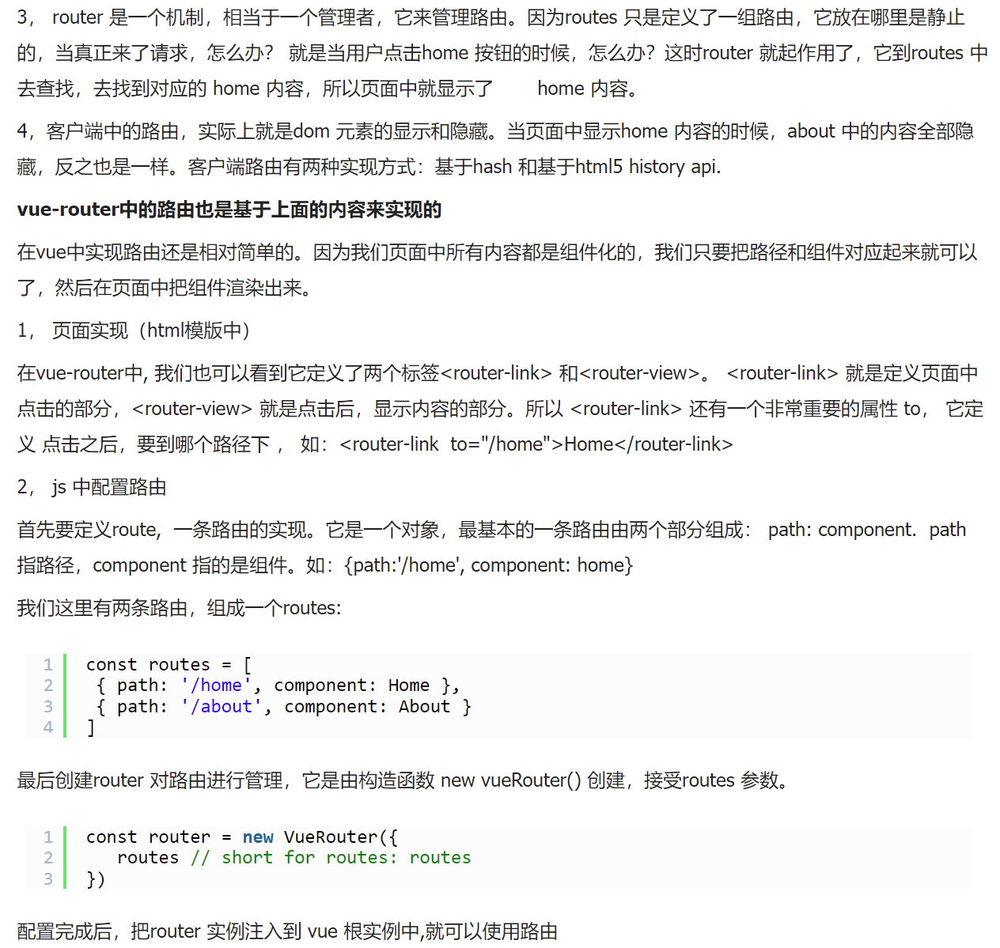 3， router 是一个机制，相当于一个管理者，它来管理路由。因为routes 只是定义了一组路由，它放在哪里是静止
的，当真正来了请求，怎么办？ 就是当用户点击home 按钮的时候，怎么办？这时router 就起作用了，它到routes 中
去查找，去找到对应的 home 内容，所以页面中就显示了 home 内容。
4，客户端中的路由，实际上就是dom 元素的显示和隐藏。当页面中显示home 内容的时候，about 中的内容全部隐
藏，反之也是一样。客户端路由有两种实现方式：基于hash 和基于html5 history api.
vue-router中的路由也是基于上面的内容来实现的
在vue中实现路由还是相对简单的。因为我们页面中所有内容都是组件化的，我们只要把路径和组件对应起来就可以
了，然后在页面中把组件渲染出来。
1， 页面实现（html模版中）
在vue-router中, 我们也可以看到它定义了两个标签<router-link> 和<router-view>。 <router-link> 就是定义页面中
点击的部分，<router-view> 就是点击后，显示内容的部分。所以 <router-link> 还有一个非常重要的属性 to， 它定
义 点击之后，要到哪个路径下 ， 如：<router-link  to="/home">Home</router-link>
2， js 中配置路由
首先要定义route,  一条路由的实现。它是一个对象，最基本的一条路由由两个部分组成： path: component.  path
指路径，component 指的是组件。如：{path:'/home', component: home}
我们这里有两条路由，组成一个routes:
1 const routes = [
2  { path: '/home', component: Home },
3  { path: '/about', component: About }
4 ]
最后创建router 对路由进行管理，它是由构造函数 new vueRouter() 创建，接受routes 参数。
1 const router = new VueRouter({
2    routes // short for routes: routes
3 })
配置完成后，把router 实例注入到 vue 根实例中,就可以使用路由